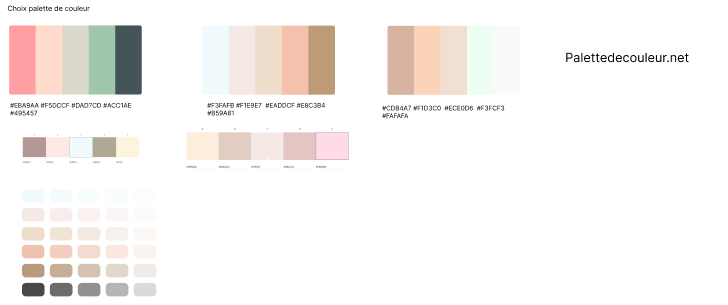 Choix palette de couleur
Palettedecouleur.net
#EBA9AA #F5DCCF #DAD7CD #ACC1AE
#495457
#F3FAFB #F1E9E7 #EADDCF #E8C3B4
#B59A81
#CDB4A7 #F1D3C0 #ECE0D6 #F3FCF3
#FAFAFA